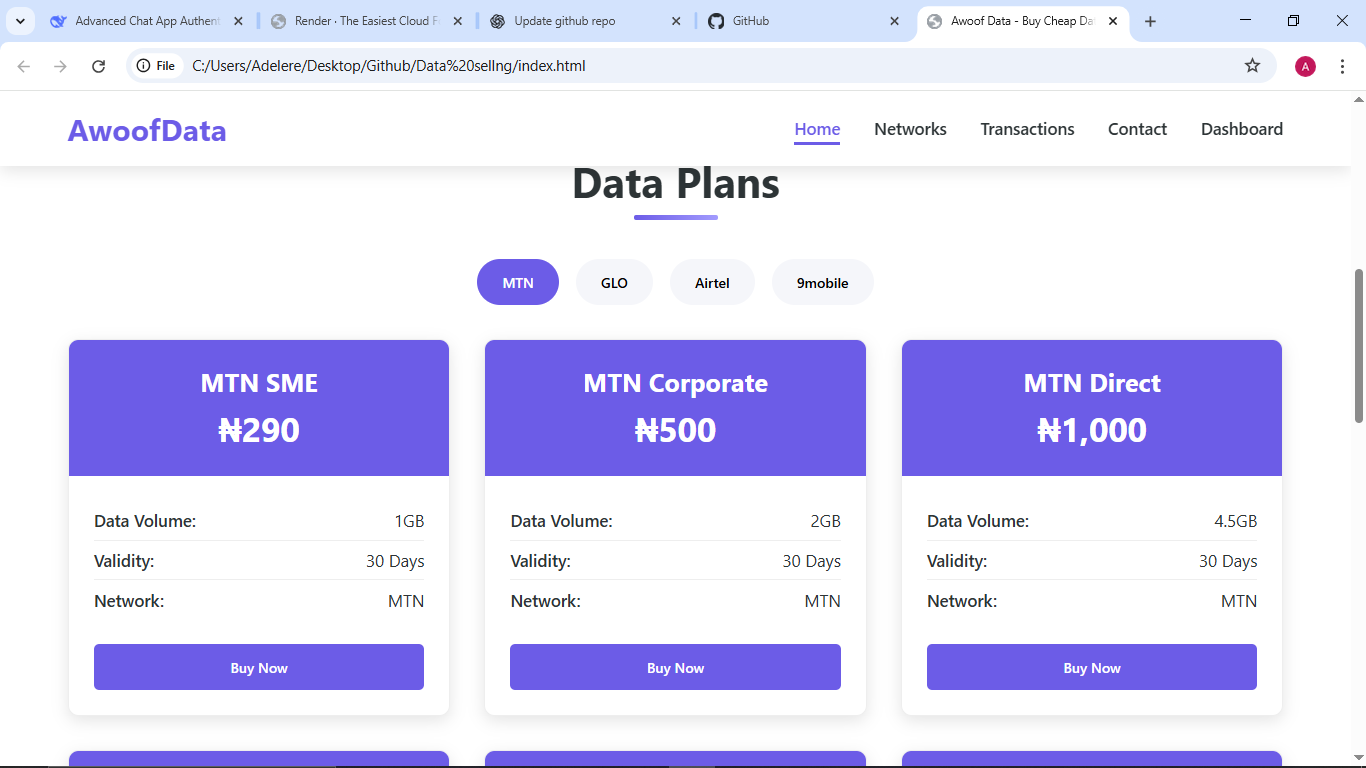 Advanced Chat App Authent
Render · The Easiest Cloud F
Update github repo
GitHub
Awoof Data - Buy Cheap Da
File
C:/Users/Adelere/Desktop/Github/Data%20sellng/index.html
A
AwoofData
Home
Networks
Transactions
Contact
Dashboard
Data Plans
MTN
GLO
Airtel
9mobile
MTN SME
₦290
Data Volume: 1GB
Validity: 30 Days
Network: MTN
Buy Now
MTN Corporate
₦500
Data Volume: 2GB
Validity: 30 Days
Network: MTN
Buy Now
MTN Direct
₦1,000
Data Volume: 4.5GB
Validity: 30 Days
Network: MTN
Buy Now